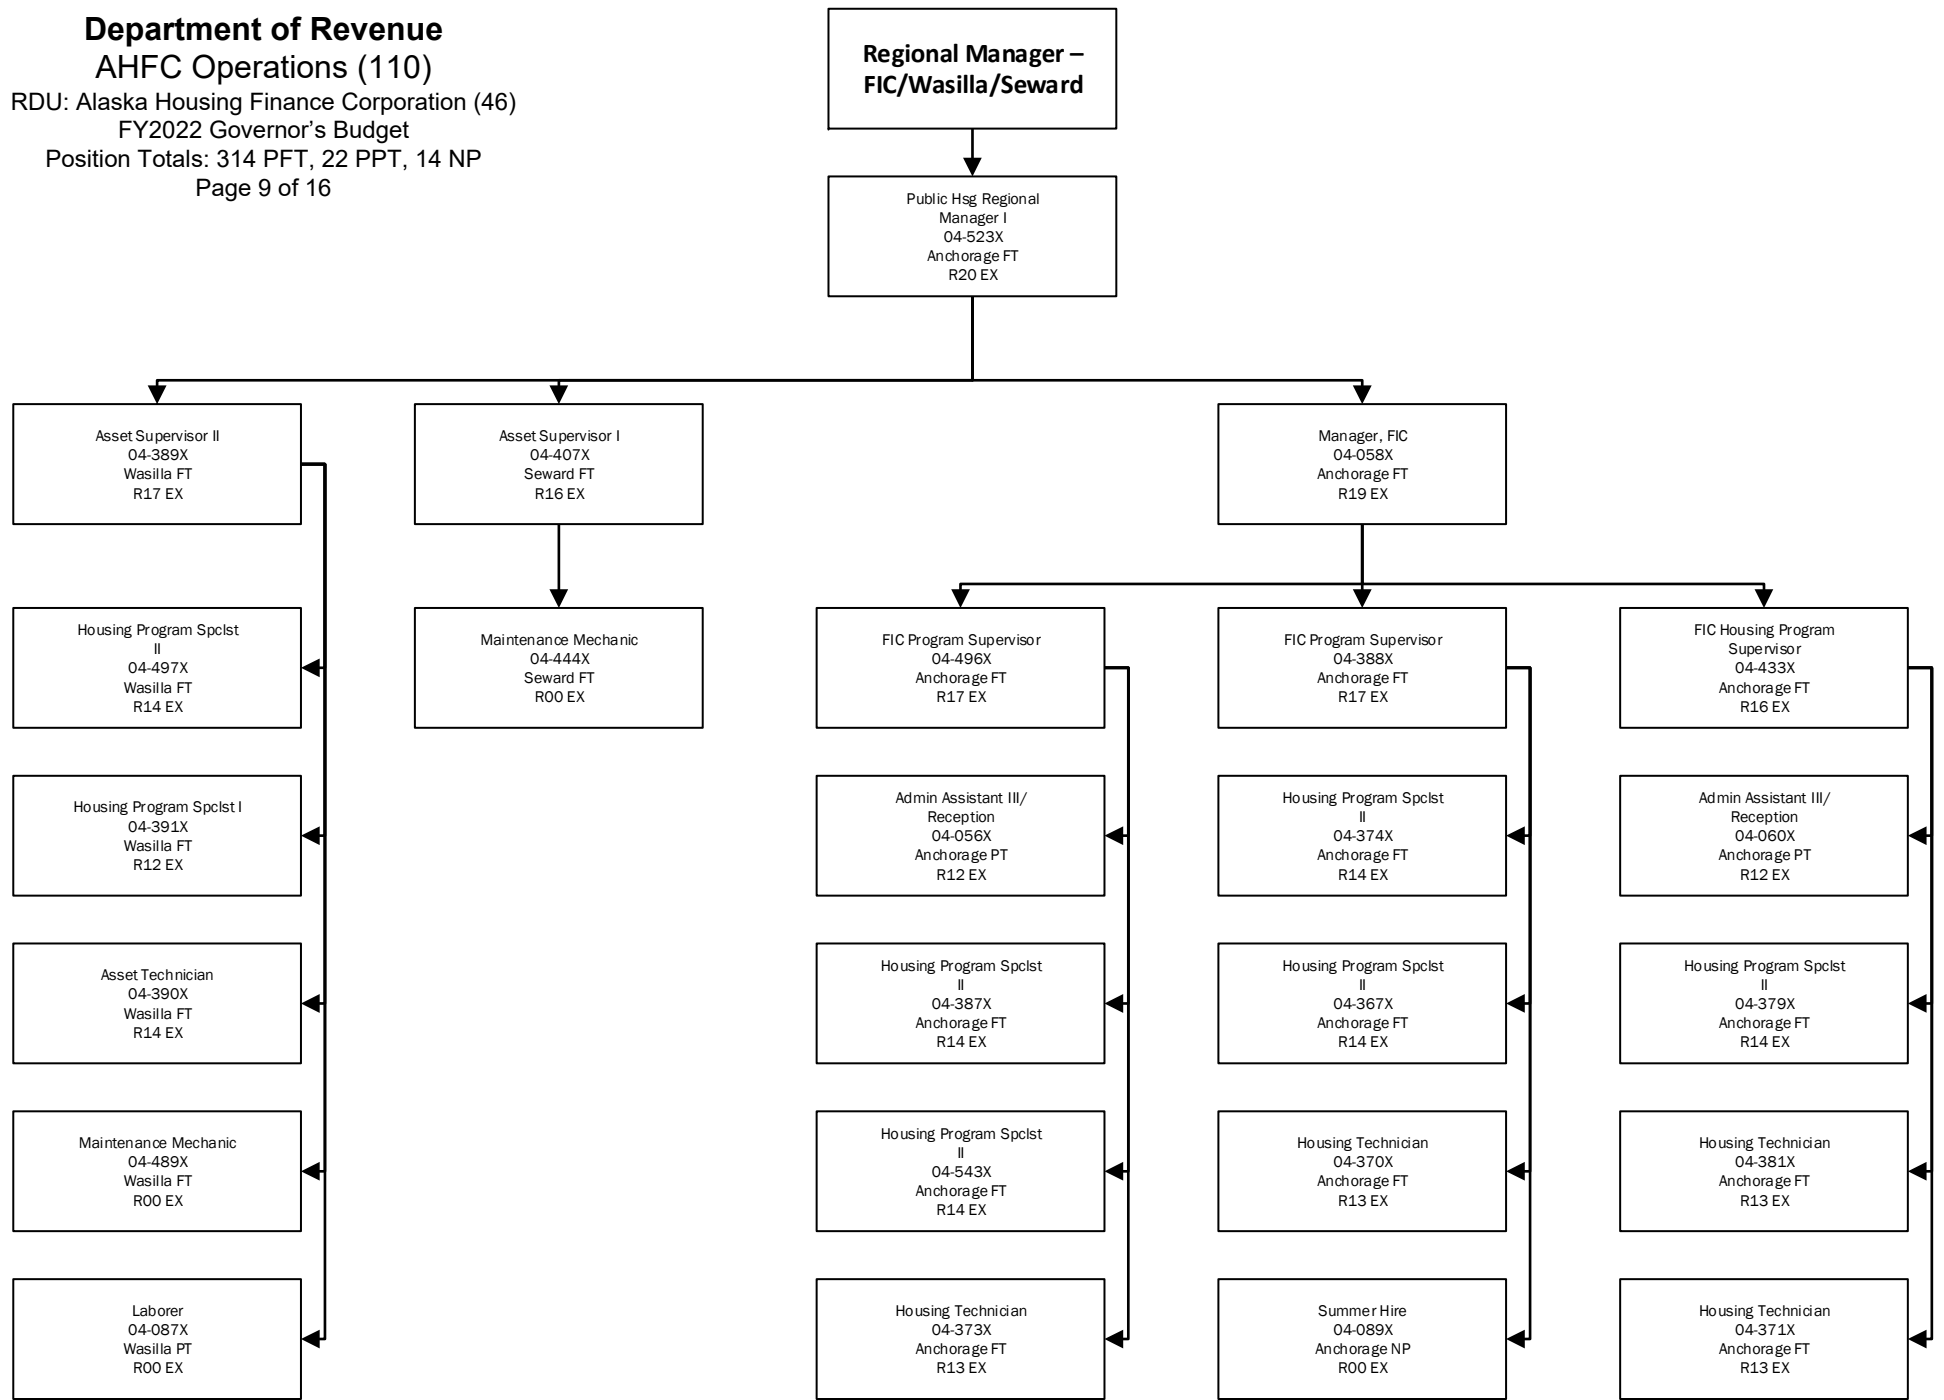 Department of Revenue
AHFC Operations (110)
RDU: Alaska Housing Finance Corporation (46)
FY2022 Governor's Budget
Position Totals: 314 PFT, 22 PPT, 14 NP
Page 9 of 16
Regional Manager –
FIC/Wasilla/Seward
Public Hsg Regional
Manager I
04-523X
Anchorage FT
R20 EX
Asset Supervisor II
04-389X
Wasilla FT
R17 EX
Asset Supervisor I
04-407X
Seward FT
R16 EX
Manager, FIC
04-058X
Anchorage FT
R19 EX
Housing Program Spclst
II
04-497X
Wasilla FT
R14 EX
Maintenance Mechanic
04-444X
Seward FT
R00 EX
FIC Program Supervisor
04-496X
Anchorage FT
R17 EX
FIC Program Supervisor
04-388X
Anchorage FT
R17 EX
FIC Housing Program
Supervisor
04-433X
Anchorage FT
R16 EX
Housing Program Spclst I
04-391X
Wasilla FT
R12 EX
Admin Assistant III/
Reception
04-056X
Anchorage PT
R12 EX
Housing Program Spclst
II
04-374X
Anchorage FT
R14 EX
Admin Assistant III/
Reception
04-060X
Anchorage PT
R12 EX
Asset Technician
04-390X
Wasilla FT
R14 EX
Housing Program Spclst
II
04-387X
Anchorage FT
R14 EX
Housing Program Spclst
II
04-367X
Anchorage FT
R14 EX
Housing Program Spclst
II
04-379X
Anchorage FT
R14 EX
Maintenance Mechanic
04-489X
Wasilla FT
R00 EX
Housing Program Spclst
II
04-543X
Anchorage FT
R14 EX
Housing Technician
04-370X
Anchorage FT
R13 EX
Housing Technician
04-381X
Anchorage FT
R13 EX
Laborer
04-087X
Wasilla PT
R00 EX
Housing Technician
04-373X
Anchorage FT
R13 EX
Summer Hire
04-089X
Anchorage NP
R00 EX
Housing Technician
04-371X
Anchorage FT
R13 EX